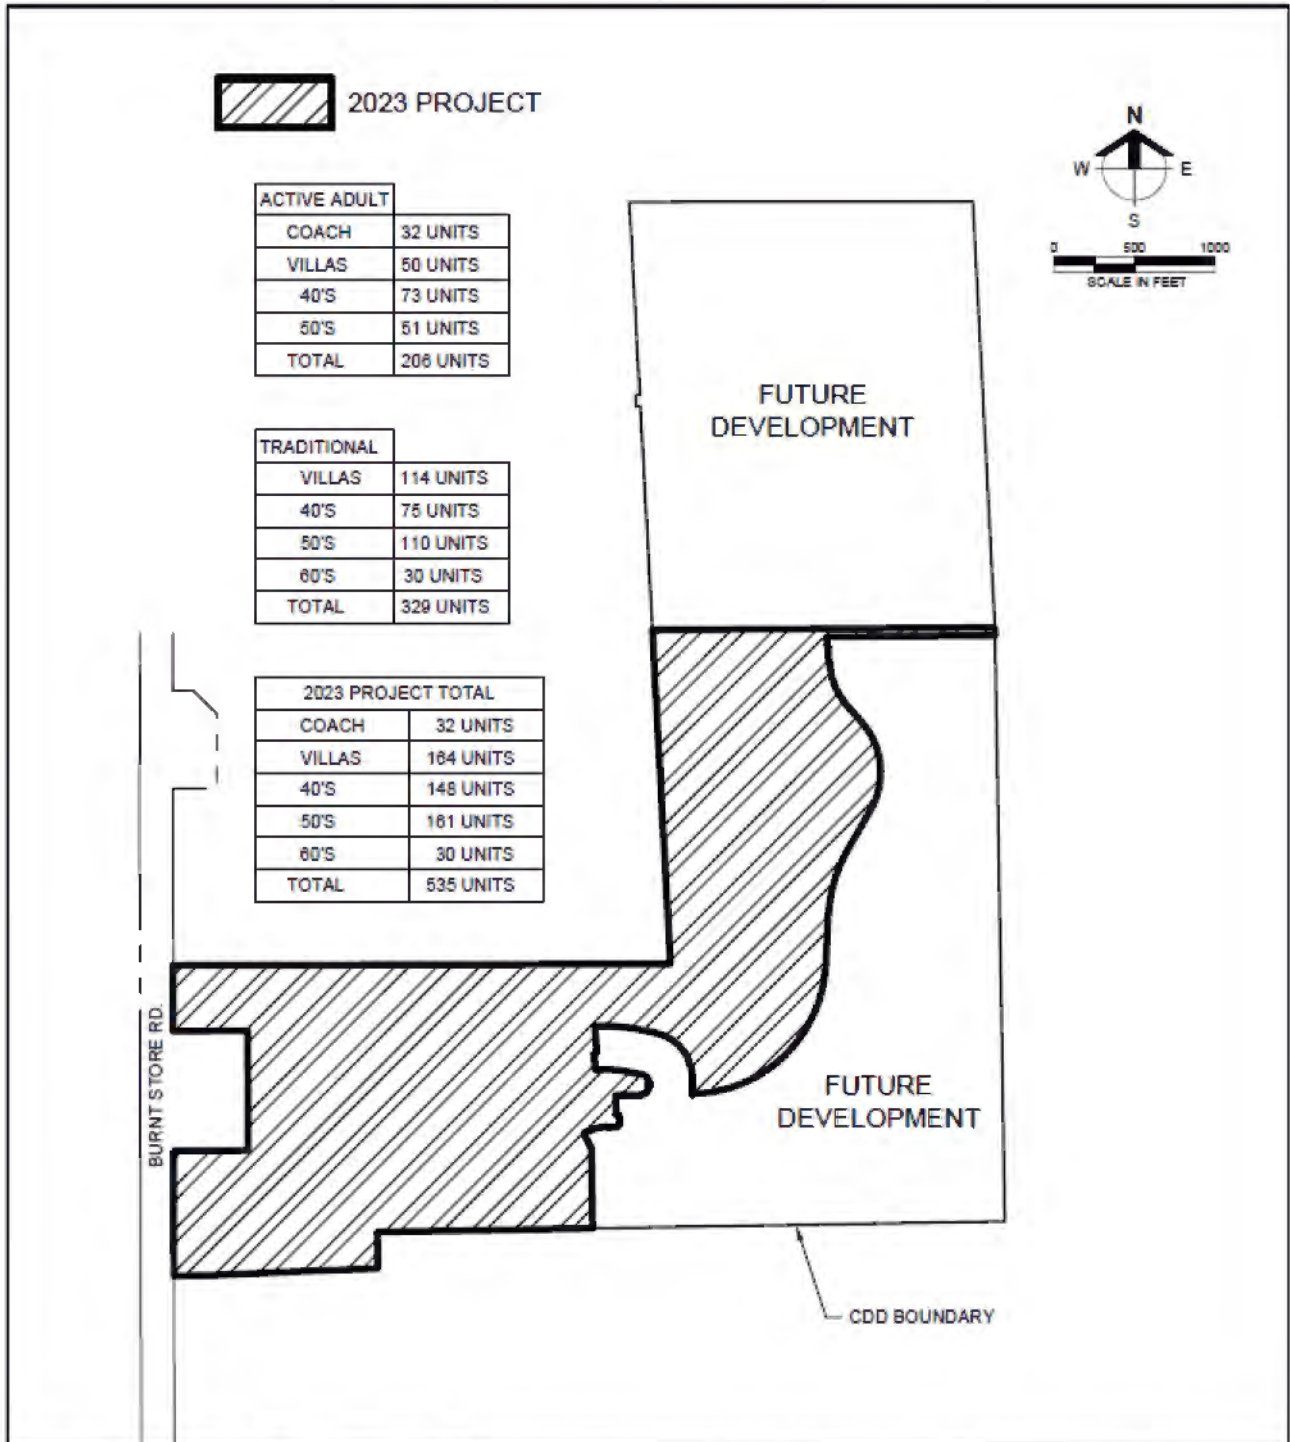 2023 PROJECT
N
W E
S
0 500 1000
SCALE IN FEET
ACTIVE ADULT
COACH 32 UNITS
VILLAS 50 UNITS
40'S 73 UNITS
50'S 51 UNITS
TOTAL 206 UNITS
FUTURE
DEVELOPMENT
TRADITIONAL
VILLAS 114 UNITS
40'S 75 UNITS
50'S 110 UNITS
60'S 30 UNITS
TOTAL 329 UNITS
2023 PROJECT TOTAL
COACH 32 UNITS
VILLAS 164 UNITS
40'S 148 UNITS
50'S 161 UNITS
60'S 30 UNITS
TOTAL 535 UNITS
BURNT STORE RD.
FUTURE
DEVELOPMENT
CDD BOUNDARY